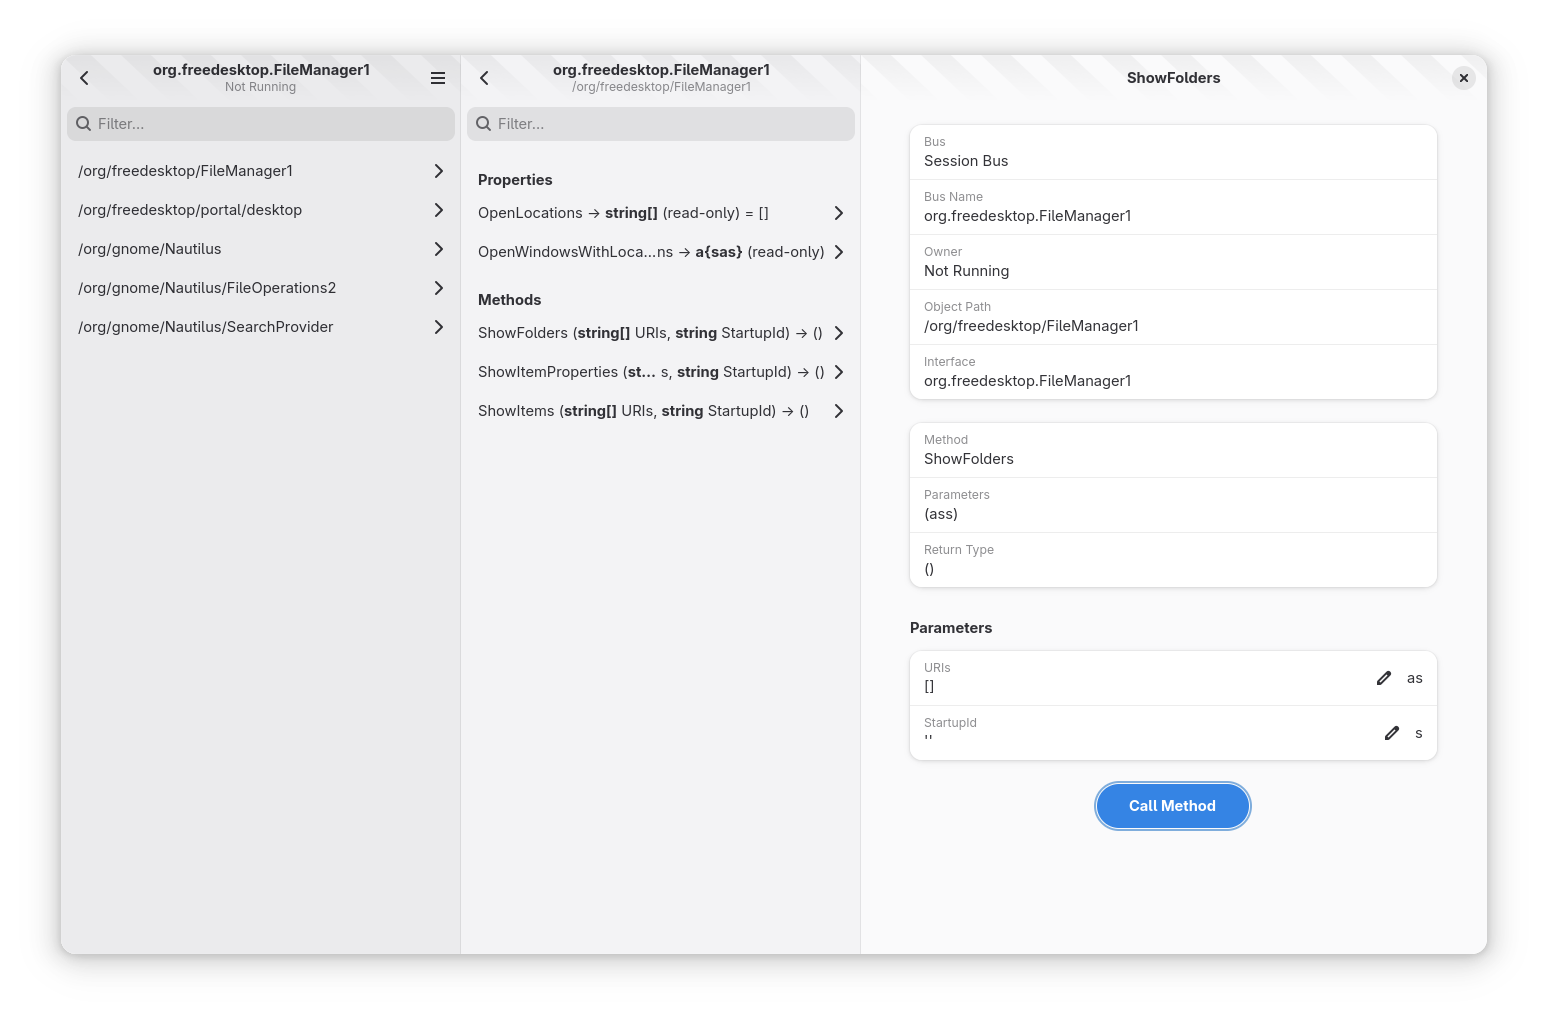 org.freedesktop.FileManager1
Not Running
Filter...
/org/freedesktop/FileManager1
/org/freedesktop/portal/desktop
/org/gnome/Nautilus
/org/gnome/Nautilus/FileOperations2
/org/gnome/Nautilus/SearchProvider
org.freedesktop.FileManager1
/org/freedesktop/FileManager1
Filter...
Properties
OpenLocations → string[] (read-only) = []
OpenWindowsWithLoca...ns → a{sas} (read-only)
Methods
ShowFolders (string[] URIs, string StartupId) → ()
ShowItemProperties (st... s, string StartupId) → ()
ShowItems (string[] URIs, string StartupId) → ()
ShowFolders
Bus
Session Bus
Bus Name
org.freedesktop.FileManager1
Owner
Not Running
Object Path
/org/freedesktop/FileManager1
Interface
org.freedesktop.FileManager1
Method
ShowFolders
Parameters
(ass)
Return Type
()
Parameters
URIs
[]
as
StartupId
''
s
Call Method